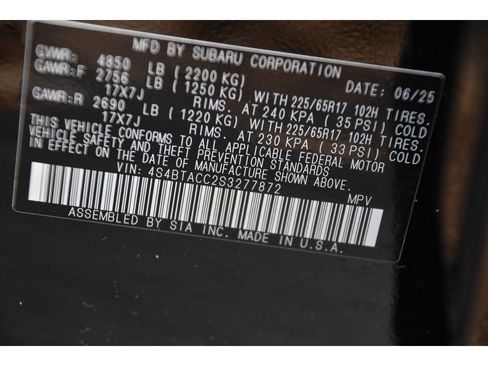 MFD BY SUBARU CORPORATION DATE: 06/25
GVWR: 4850 LB (2200 KG)
GAWR:F 2756 LB (1250 KG) WITH 225/65R17 102H TIRES.
17X7J RIMS. AT 240 KPA (35 PSI) COLD
GAWR:R 2690 LB (1220 KG) WITH 225/65R17 102H TIRES.
17X7J RIMS. AT 230 KPA (33 PSI) COLD
THIS VEHICLE CONFORMS TO ALL APPLICABLE FEDERAL MOTOR
VEHICLE SAFETY AND THEFT PREVENTION STANDARDS
IN EFFECT ON THE DATE OF MANUFACTURE SHOWN ABOVE.
VIN: 4S4BTACC2S3277872 MPV
ASSEMBLED BY SIA INC. MADE IN U.S.A.